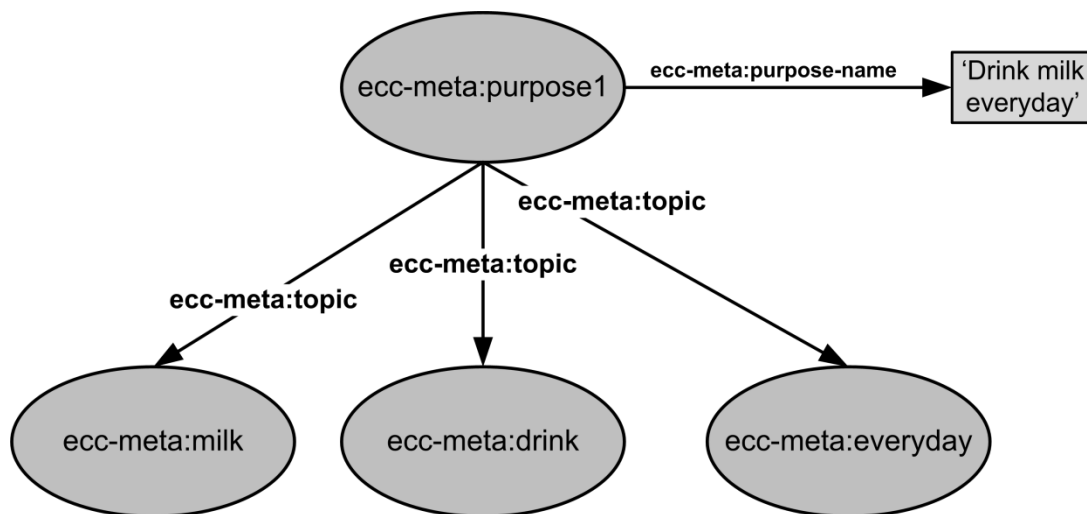 ecc-meta:purpose1
ecc-meta:purpose-name
‘Drink milk
everyday’
ecc-meta:topic
ecc-meta:topic
ecc-meta:topic
ecc-meta:milk
ecc-meta:drink
ecc-meta:everyday